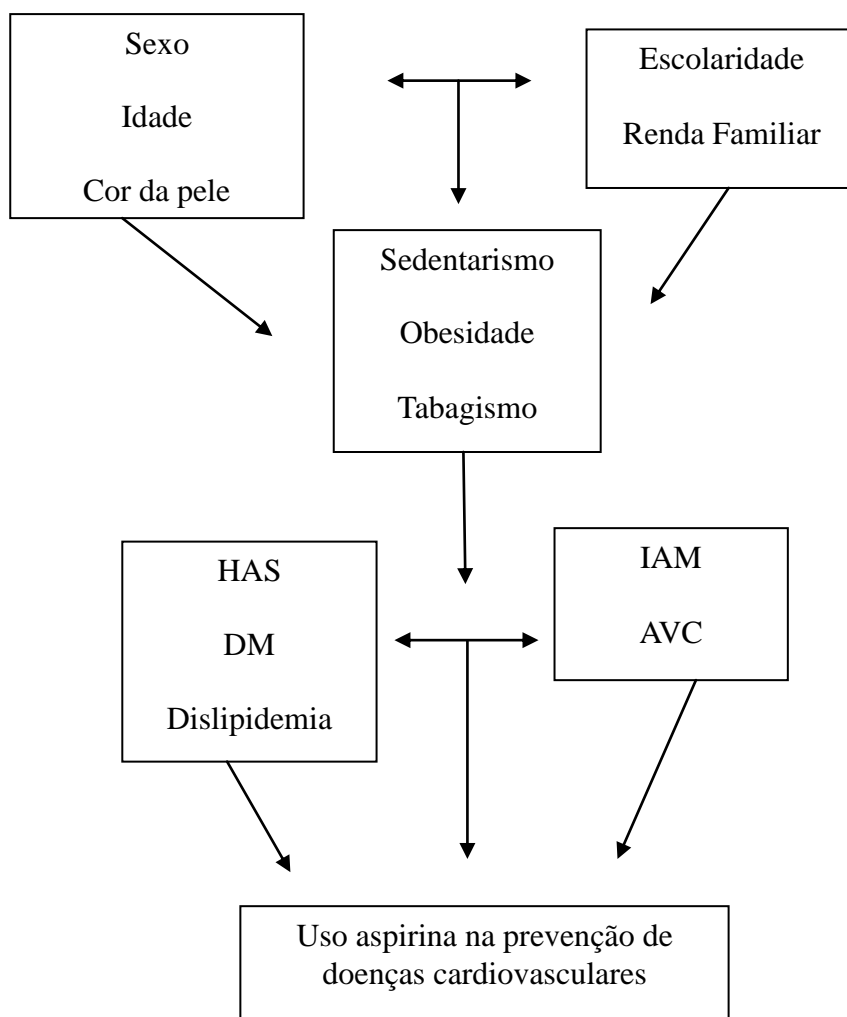 Sexo
Idade
Cor da pele
Escolaridade
Renda Familiar
Sedentarismo
Obesidade
Tabagismo
HAS
DM
Dislipidemia
IAM
AVC
Uso aspirina na prevenção de
doenças cardiovasculares